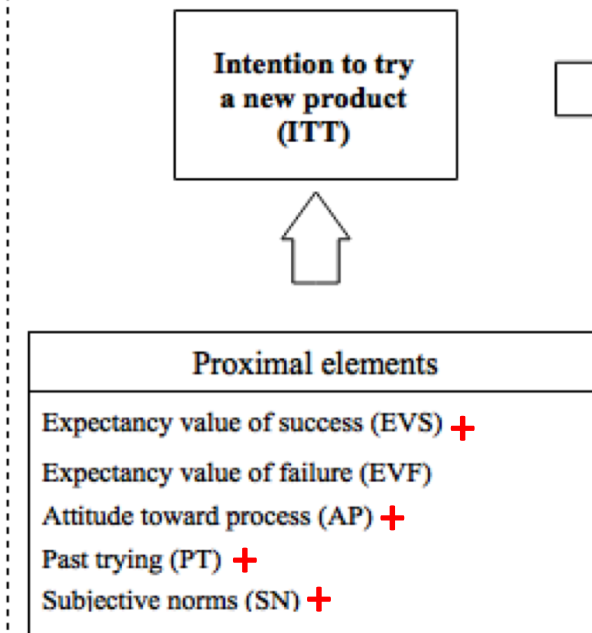 Intention to try
a new product
(ITT)
Proximal elements
Expectancy value of success (EVS) +
Expectancy value of failure (EVF)
Attitude toward process (AP) +
Past trying (PT) +
Subjective norms (SN) +